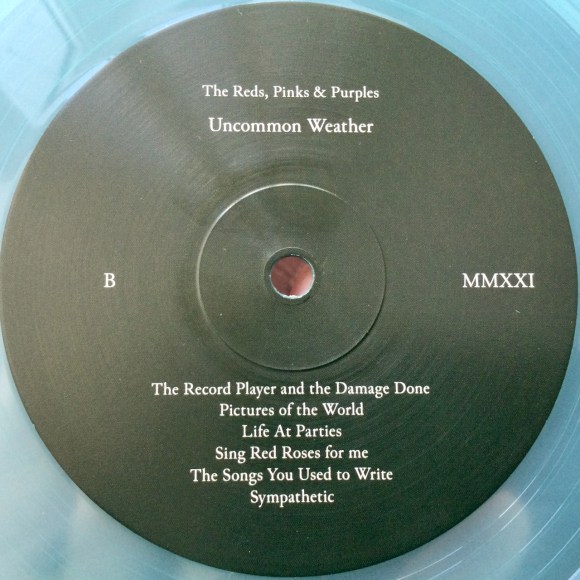 The Reds, Pinks & Purples
Uncommon Weather
B
MMXXI
The Record Player and the Damage Done
Pictures of the World
Life At Parties
Sing Red Roses for me
The Songs You Used to Write
Sympathetic